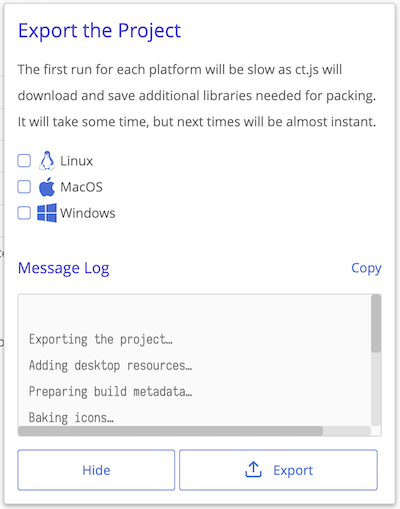 Export the Project
The first run for each platform will be slow as ct.js will
download and save additional libraries needed for packing.
It will take some time, but next times will be almost instant.
Linux
MacOS
Windows
Message Log
Copy
Exporting the project…
Adding desktop resources…
Preparing build metadata…
Baking icons…
Hide
Export